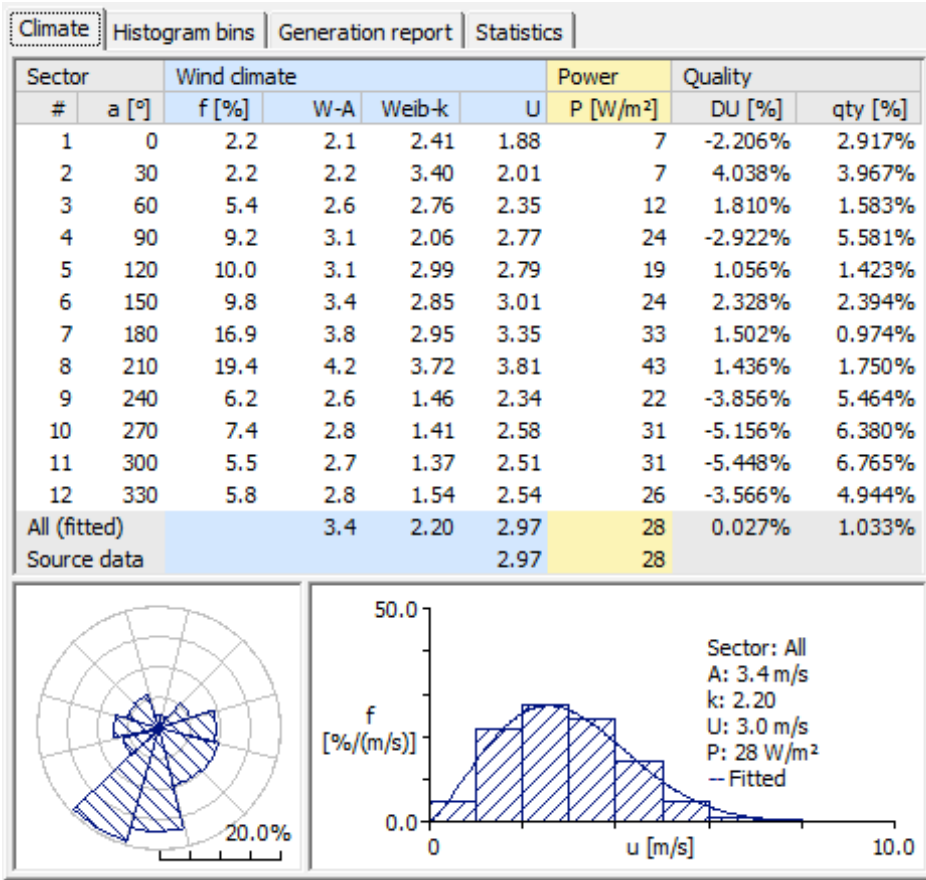 Climate Histogram bins Generation report Statistics
Sector Wind climate Power Quality
# a [°] f [%] W-A Weib-k U P [W/m²] DU [%] qty [%]
1 0 2.2 2.1 2.41 1.88 7 -2.206% 2.917%
2 30 2.2 2.2 3.40 2.01 7 4.038% 3.967%
3 60 5.4 2.6 2.76 2.35 12 1.810% 1.583%
4 90 9.2 3.1 2.06 2.77 24 -2.922% 5.581%
5 120 10.0 3.1 2.99 2.79 19 1.056% 1.423%
6 150 9.8 3.4 2.85 3.01 24 2.328% 2.394%
7 180 16.9 3.8 2.95 3.35 33 1.502% 0.974%
8 210 19.4 4.2 3.72 3.81 43 1.436% 1.750%
9 240 6.2 2.6 1.46 2.34 22 -3.856% 5.464%
10 270 7.4 2.8 1.41 2.58 31 -5.156% 6.380%
11 300 5.5 2.7 1.37 2.51 31 -5.448% 6.765%
12 330 5.8 2.8 1.54 2.54 26 -3.566% 4.944%
All (fitted) 3.4 2.20 2.97 28 0.027% 1.033%
Source data 2.97 28
20.0%
50.0
f
[%/(m/s)]
0.0
0 u [m/s] 10.0
Sector: All
A: 3.4 m/s
k: 2.20
U: 3.0 m/s
P: 28 W/m²
-- Fitted